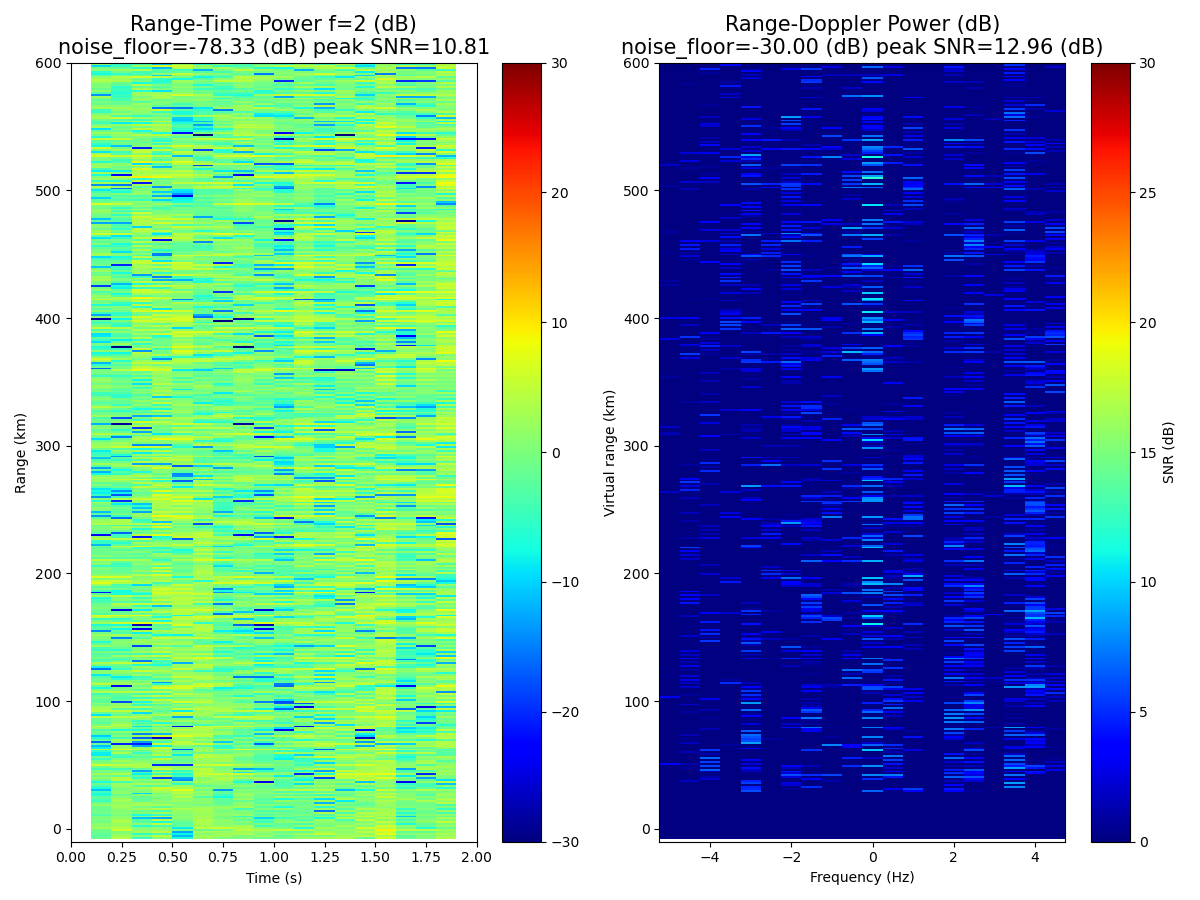 Range-Time Power f=2 (dB)
noise_floor=-78.33 (dB) peak SNR=10.81
600
500
400
300
200
100
0
Range (km)
0.00 0.25 0.50 0.75 1.00 1.25 1.50 1.75 2.00
Time (s)
30
20
10
0
−10
−20
−30
Range-Doppler Power (dB)
noise_floor=-30.00 (dB) peak SNR=12.96 (dB)
600
500
400
300
200
100
0
Virtual range (km)
−4 −2 0 2 4
Frequency (Hz)
30
25
20
15
10
5
0
SNR (dB)